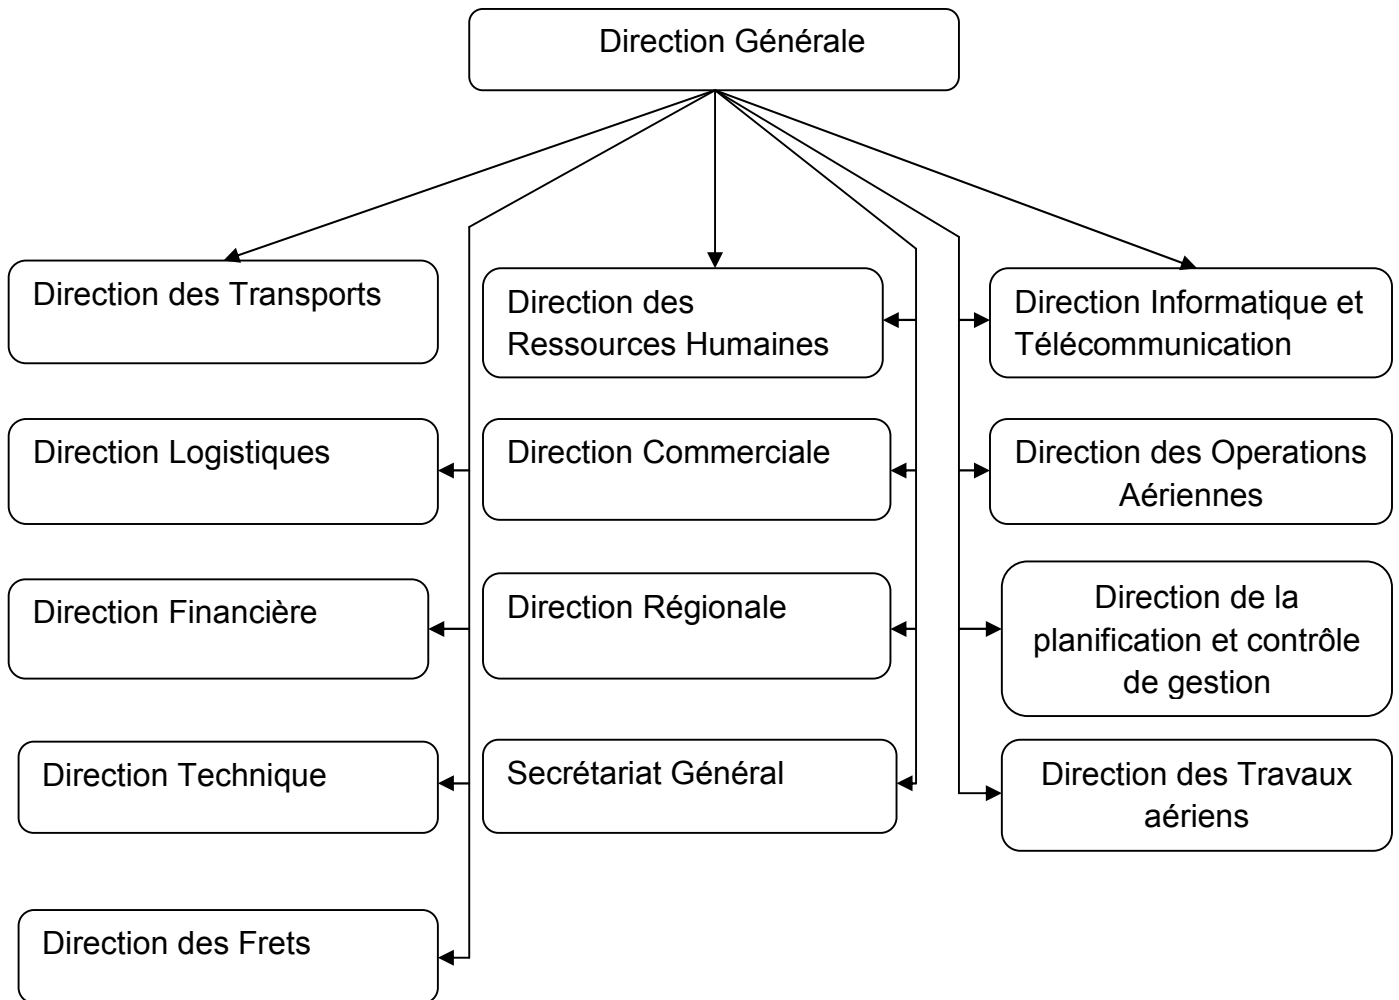 Direction Générale
Direction des Transports
Direction des
Ressources Humaines
Direction Informatique et
Télécommunication
Direction Logistiques
Direction Commerciale
Direction des Operations
Aériennes
Direction Financière
Direction Régionale
Direction de la
planification et contrôle
de gestion
Direction Technique
Secrétariat Général
Direction des Travaux
aériens
Direction des Frets